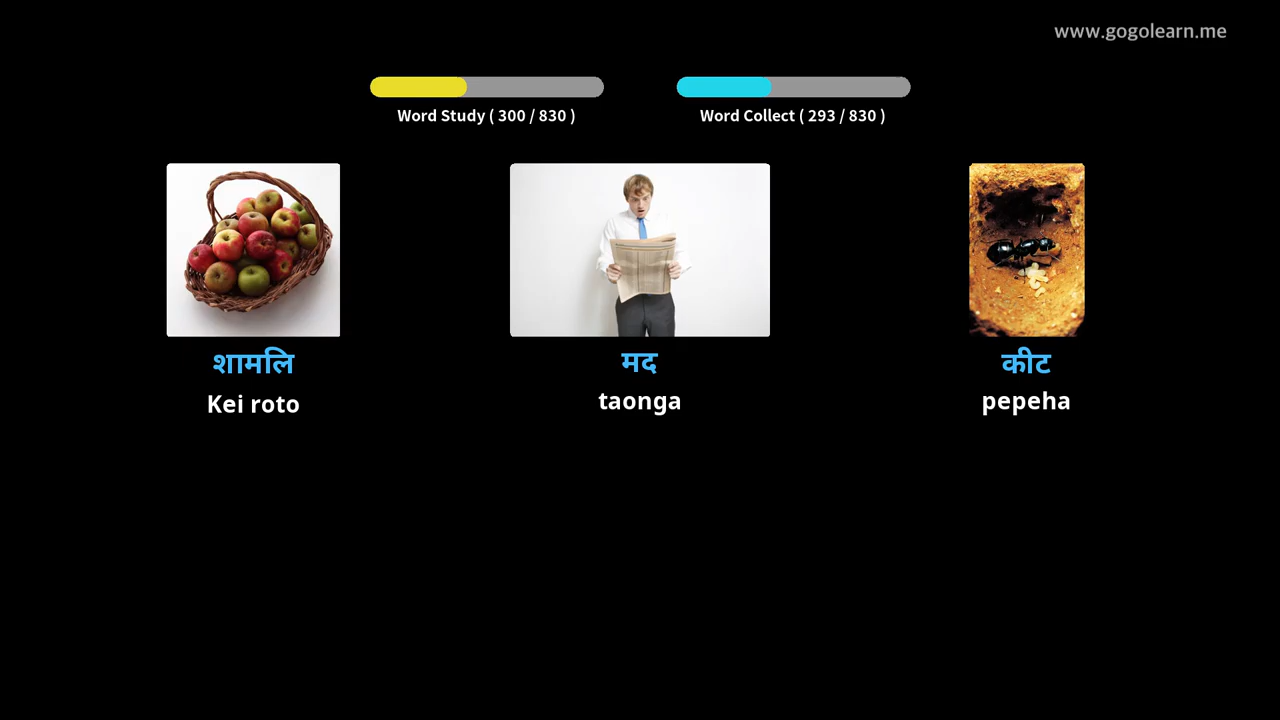 www.gogolearn.me
Word Study ( 300 / 830 )
Word Collect ( 293 / 830 )
शामलि
मद
कीट
Kei roto
taonga
pepeha